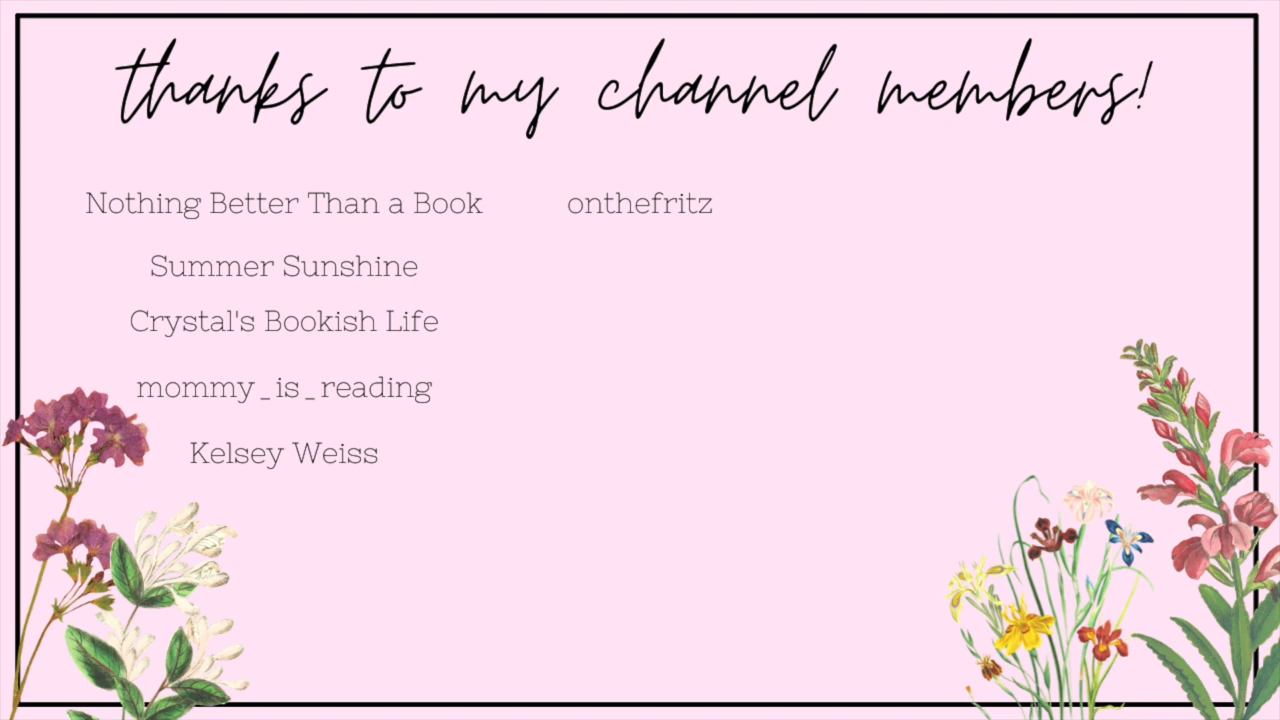 thanks to my channel members!
Nothing Better Than a Book
Summer Sunshine
Crystal's Bookish Life
mommy_is_reading
Kelsey Weiss
onthefritz